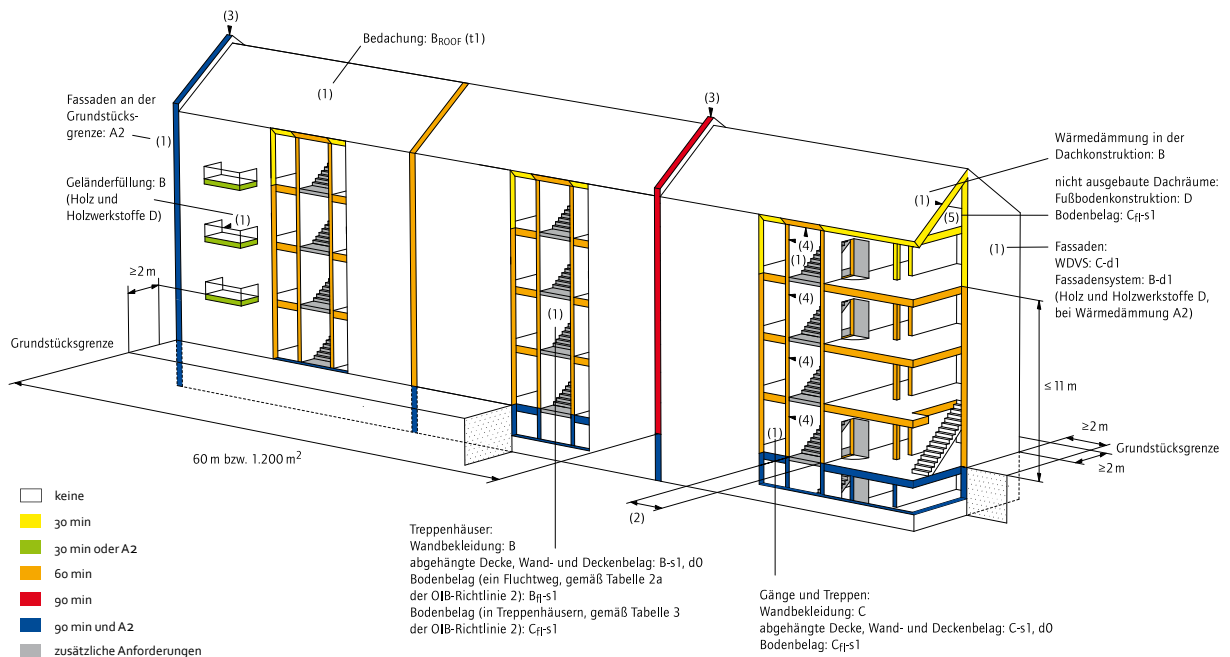 (3)
Bedachung: BROOF (t1)
(1)
Fassaden an der
Grundstücks-
grenze: A2
(1)
Geländerfüllung: B
(Holz und
Holzwerkstoffe D)
(1)
≥2 m
Grundstücksgrenze
60 m bzw. 1.200 m²
(3)
Wärmedämmung in der
Dachkonstruktion: B
(1)
nicht ausgebaute Dachräume:
Fußbodenkonstruktion: D
Bodenbelag: Cfl-s1
(5)
(1)
Fassaden:
WDVS: C-d1
Fassadensystem: B-d1
(Holz und Holzwerkstoffe D,
bei Wärmedämmung A2)
(4)
(1)
(4)
(4)
(4)
(1)
(1)
≤11 m
≥2 m
Grundstücksgrenze
≥2 m
(2)
keine
30 min
30 min oder A2
60 min
90 min
90 min und A2
zusätzliche Anforderungen
Treppenhäuser:
Wandbekleidung: B
abgehängte Decke, Wand- und Deckenbelag: B-s1, d0
Bodenbelag (ein Fluchtweg, gemäß Tabelle 2a
der OIB-Richtlinie 2): Bfl-s1
Bodenbelag (in Treppenhäusern, gemäß Tabelle 3
der OIB-Richtlinie 2): Cfl-s1
Gänge und Treppen:
Wandbekleidung: C
abgehängte Decke, Wand- und Deckenbelag: C-s1, d0
Bodenbelag: Cfl-s1